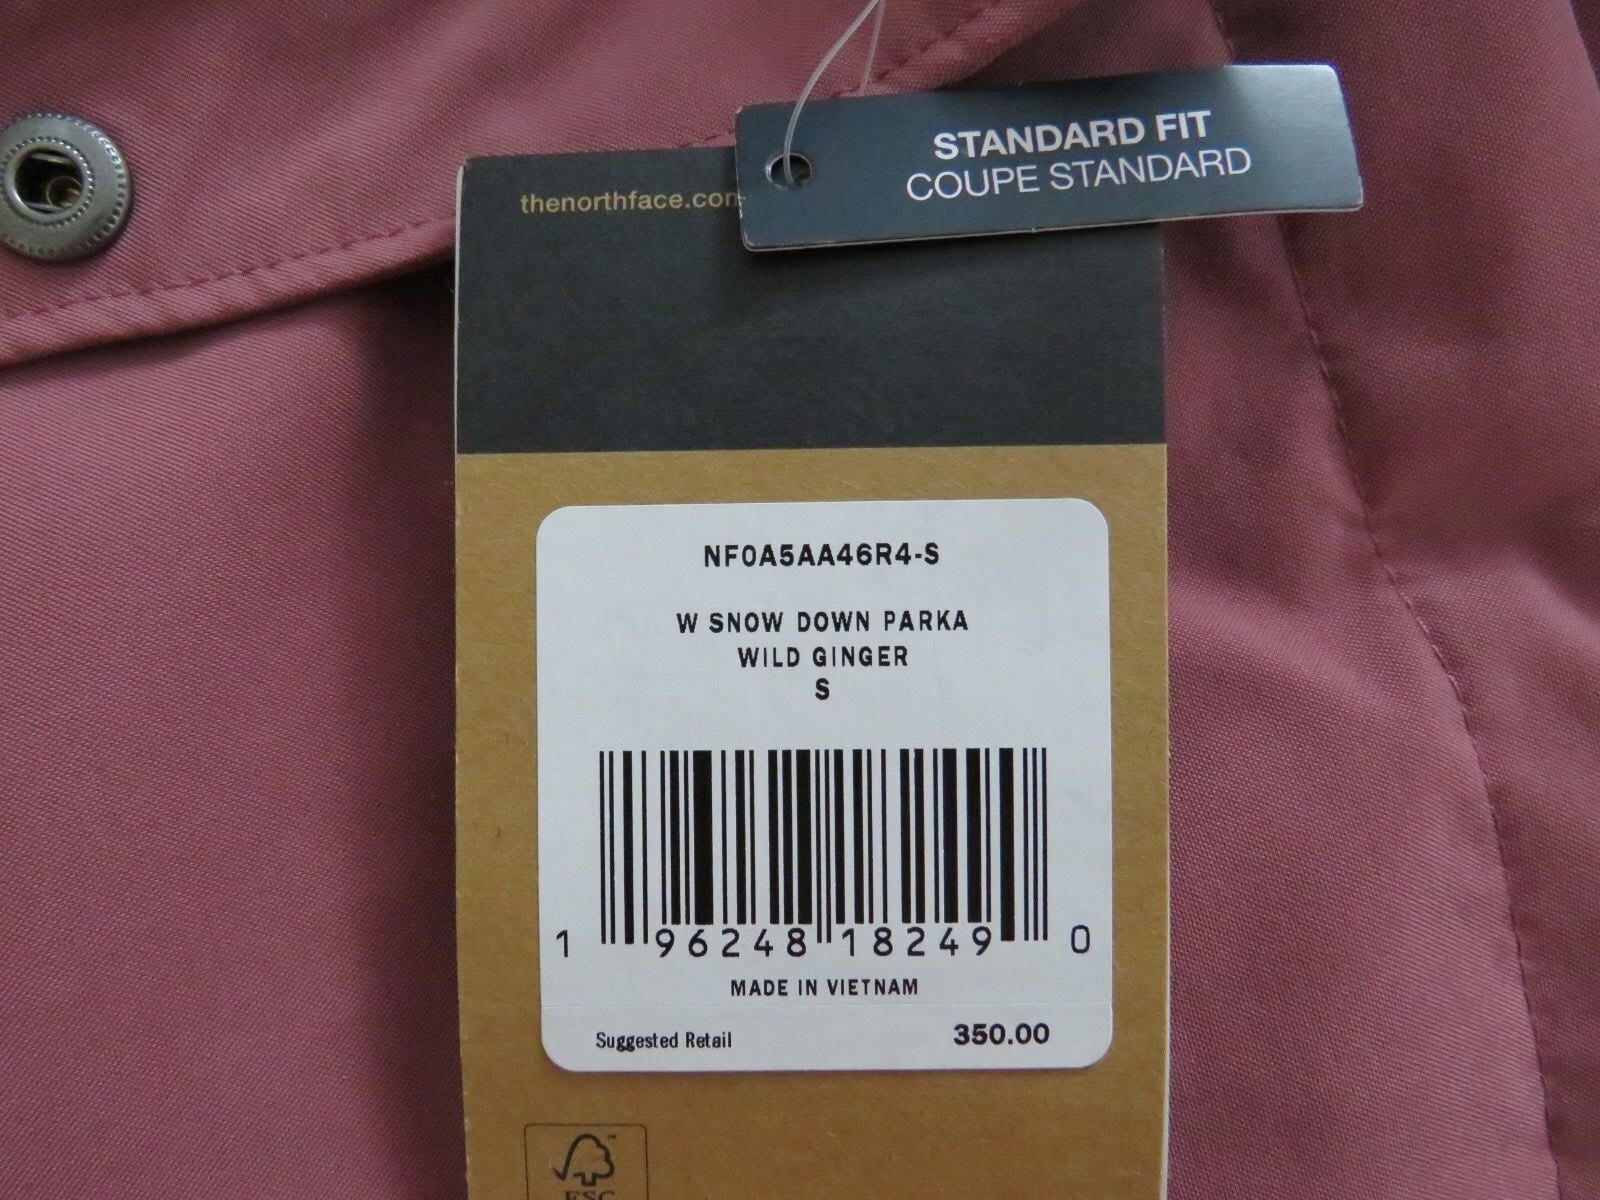 STANDARD FIT
COUPE STANDARD
thenorthface.com
NF0A5AA46R4-S
W SNOW DOWN PARKA
WILD GINGER
S
1 96248 18249 0
MADE IN VIETNAM
Suggested Retail 350.00
™
FSC